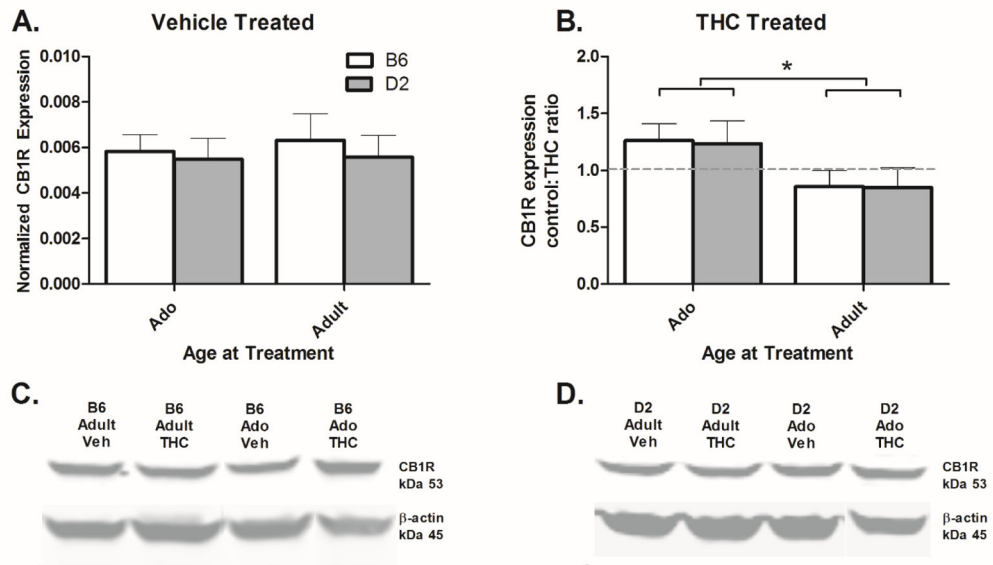 A.
Vehicle Treated
Normalized CB1R Expression
0.010
0.008
0.006
0.004
0.002
0.000
B6
D2
Ado
Adult
Age at Treatment
B.
THC Treated
CB1R expression
control:THC ratio
2.0
1.5
1.0
0.5
0.0
*
Ado
Adult
Age at Treatment
C.
B6
Adult
Veh
B6
Adult
THC
B6
Ado
Veh
B6
Ado
THC
CB1R
kDa 53
β-actin
kDa 45
D.
D2
Adult
Veh
D2
Adult
THC
D2
Ado
Veh
D2
Ado
THC
CB1R
kDa 53
β-actin
kDa 45